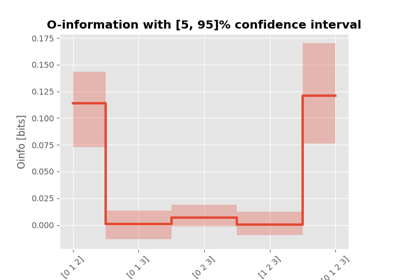 O-information with [5, 95]% confidence interval
0.175
0.150
0.125
0.100
0.075
0.050
0.025
0.000
Oinfo [bits]
[0 1 2]
[0 1 3]
[0 2 3]
[1 2 3]
[0 1 2 3]